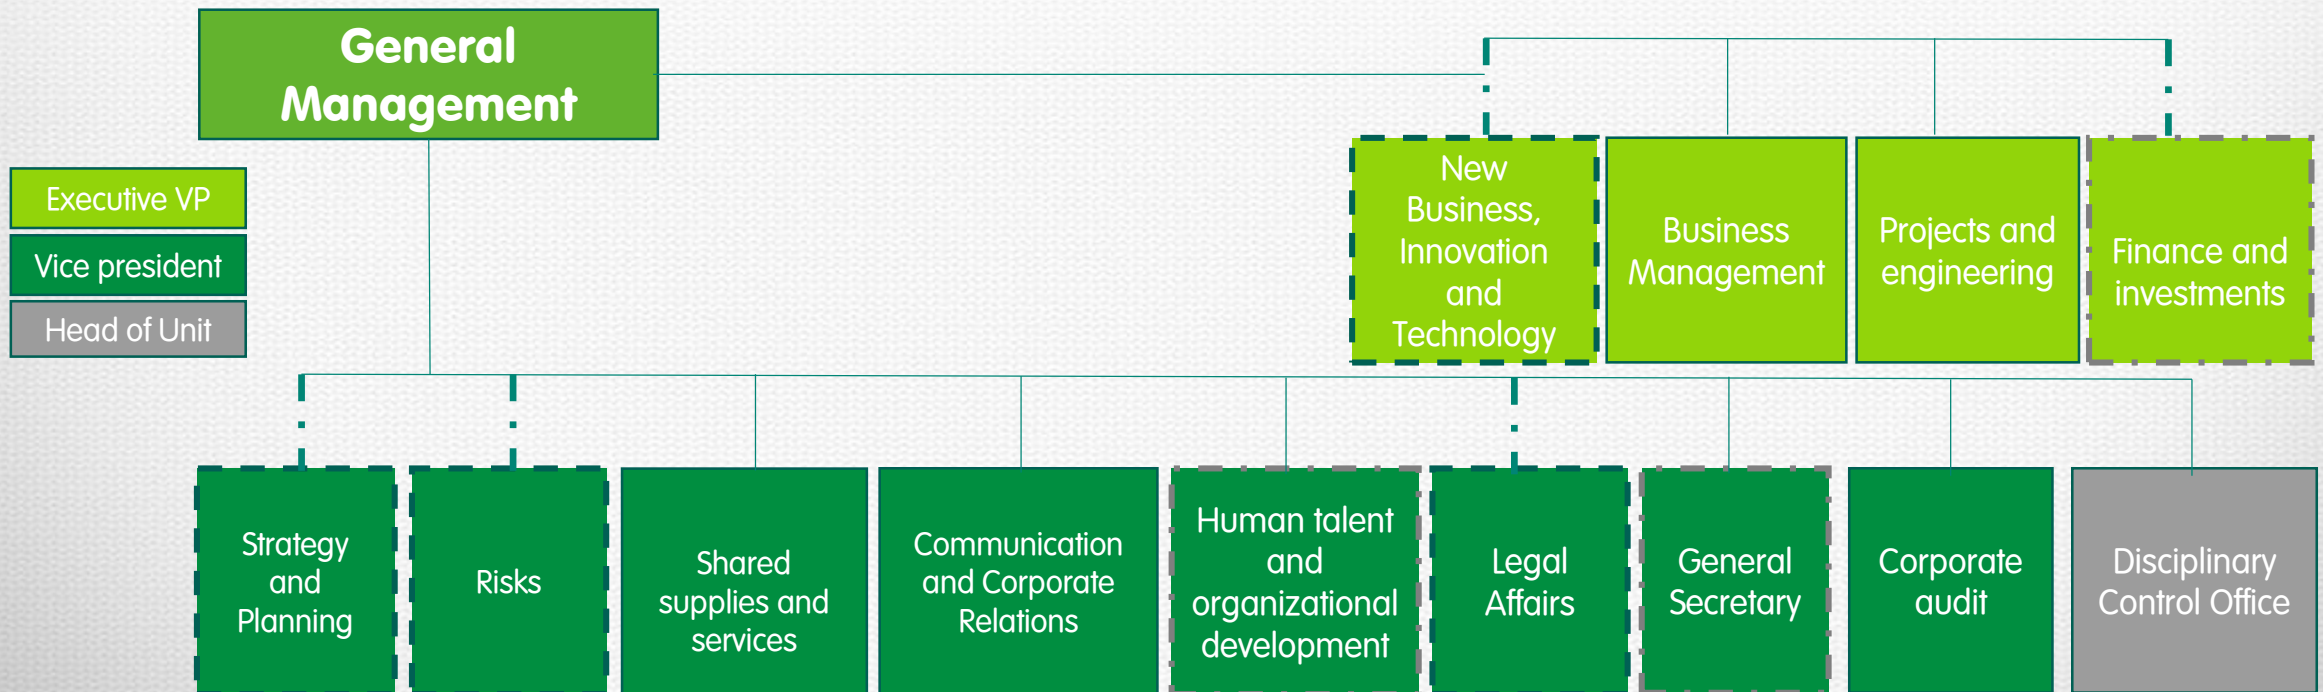 General
Management
Executive VP
Vice president
Head of Unit
New
Business,
Innovation
and
Technology
Business
Management
Projects and
engineering
Finance and
investments
Strategy
and
Planning
Risks
Shared
supplies and
services
Communication
and Corporate
Relations
Human talent
and
organizational
development
Legal
Affairs
General
Secretary
Corporate
audit
Disciplinary
Control Office